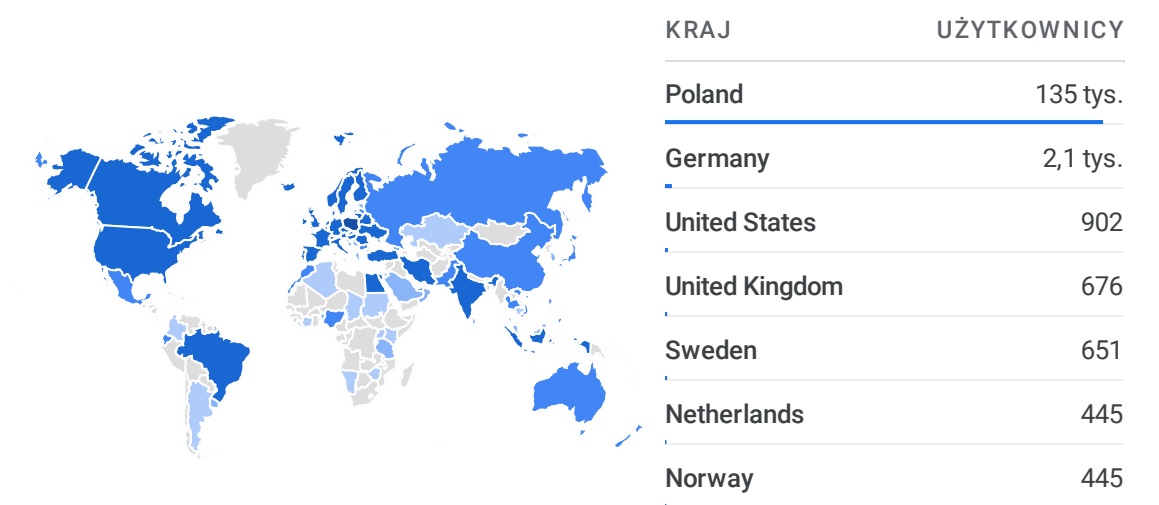 KRAJ UŻYTKOWNICY
Poland 135 tys.
Germany 2,1 tys.
United States 902
United Kingdom 676
Sweden 651
Netherlands 445
Norway 445